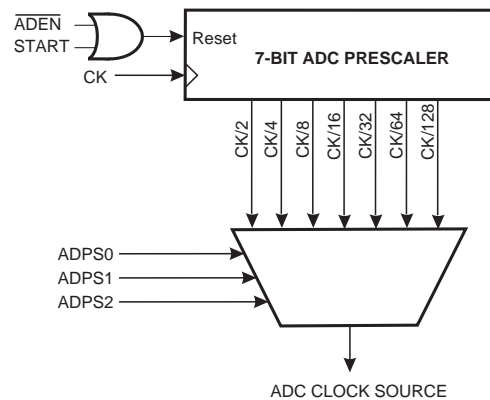 ADEN
START
Reset
7-BIT ADC PRESCALER
CK
CK/2
CK/4
CK/8
CK/16
CK/32
CK/64
CK/128
ADPS0
ADPS1
ADPS2
ADC CLOCK SOURCE